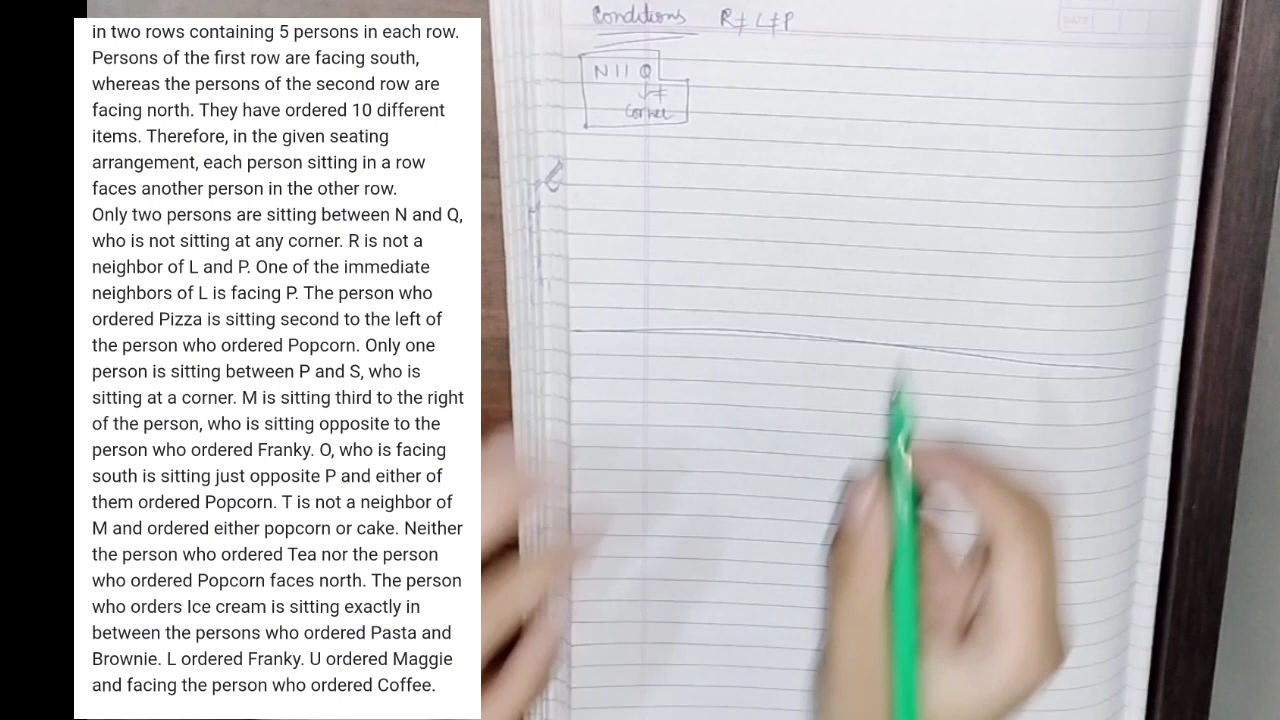 in two rows containing 5 persons in each row.
Persons of the first row are facing south,
whereas the persons of the second row are
facing north. They have ordered 10 different
items. Therefore, in the given seating
arrangement, each person sitting in a row
faces another person in the other row.
Only two persons are sitting between N and Q,
who is not sitting at any corner. R is not a
neighbor of L and P. One of the immediate
neighbors of L is facing P. The person who
ordered Pizza is sitting second to the left of
the person who ordered Popcorn. Only one
person is sitting between P and S, who is
sitting at a corner. M is sitting third to the right
of the person, who is sitting opposite to the
person who ordered Franky. O, who is facing
south is sitting just opposite P and either of
them ordered Popcorn. T is not a neighbor of
M and ordered either popcorn or cake. Neither
the person who ordered Tea nor the person
who ordered Popcorn faces north. The person
who orders Ice cream is sitting exactly in
between the persons who ordered Pasta and
Brownie. L ordered Franky. U ordered Maggie
and facing the person who ordered Coffee.
Conditions R≠ L≠P
N I I Q
↓≠
Corner
DATE